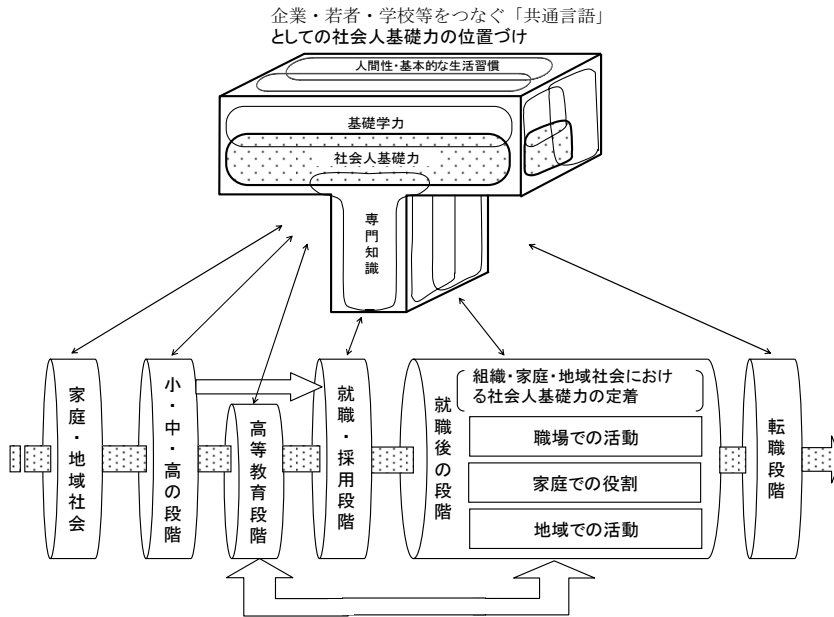 企業・若者・学校等をつなぐ「共通言語」
としての社会人基礎力の位置づけ
人間性・基本的な生活習慣
基礎学力
社会人基礎力
専門知識
家庭・地域社会
小・中・高の段階
高等教育段階
就職・採用段階
就職後の段階
組織・家庭・地域社会におけ
る社会人基礎力の定着
職場での活動
家庭での役割
地域での活動
転職段階